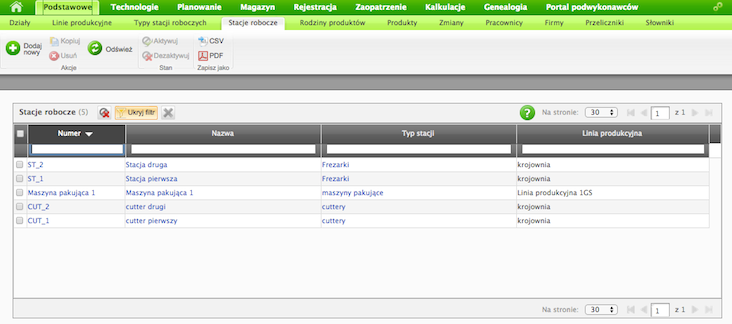 Podstawowe Technologie Planowanie Magazyn Rejestracja Zaopatrzenie Kalkulacje Genealogia Portal podwykonawców
Działy Linie produkcyjne Typy stacji roboczych Stacje robocze Rodziny produktów Produkty Zmiany Pracownicy Firmy Przeliczniki Słowniki
Dodaj nowy Kopiuj Usuń Odśwież Aktywuj Dezaktywuj CSV PDF
Akcje Stan Zapisz jako
Stacje robocze (5) Ukryj filtr ? Na stronie: 30 1 z 1
Numer Nazwa Typ stacji Linia produkcyjna
ST_2 Stacja druga Frezarki krojownia
ST_1 Stacja pierwsza Frezarki krojownia
Maszyna pakująca 1 Maszyna pakująca 1 maszyny pakujące Linia produkcyjna 1GS
CUT_2 cutter drugi cuttery krojownia
CUT_1 cutter pierwszy cuttery krojownia
Na stronie: 30 1 z 1